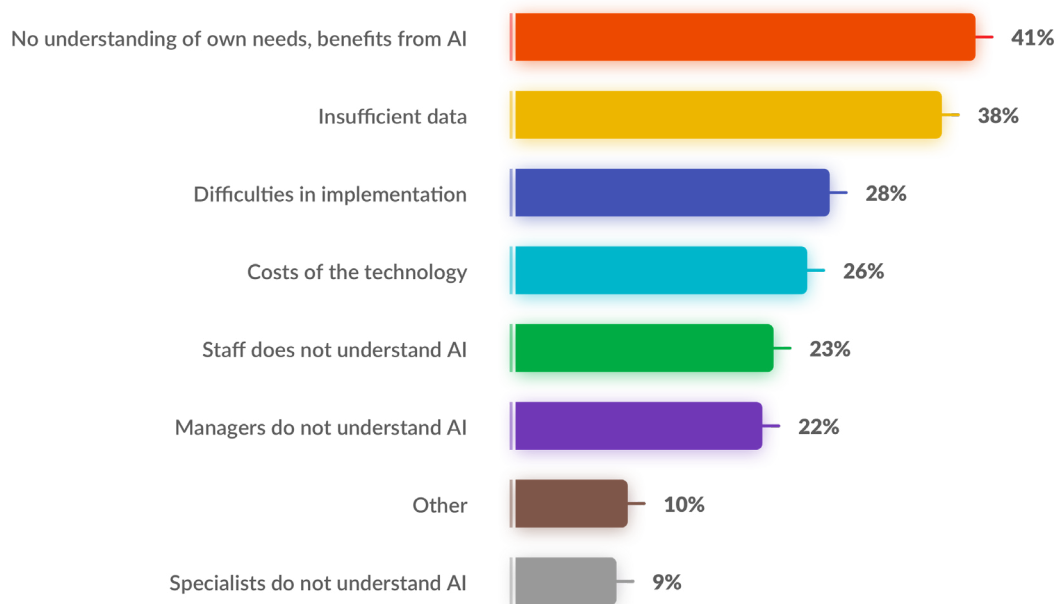 No understanding of own needs, benefits from AI 41%
Insufficient data 38%
Difficulties in implementation 28%
Costs of the technology 26%
Staff does not understand AI 23%
Managers do not understand AI 22%
Other 10%
Specialists do not understand AI 9%